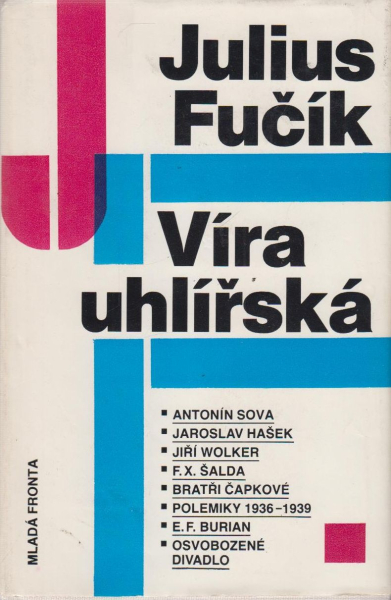 Julius
Fučík
Víra
uhlířská
▪ ANTONÍN SOVA
▪ JAROSLAV HAŠEK
▪ JIŘÍ WOLKER
▪ F. X. ŠALDA
▪ BRATŘI ČAPKOVÉ
▪ POLEMIKY 1936–1939
▪ E. F. BURIAN
▪ OSVOBOZENÉ
DIVADLO
MLADÁ FRONTA